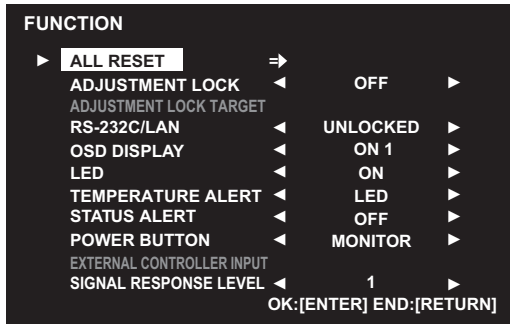 FUNCTION
ALL RESET
ADJUSTMENT LOCK OFF
ADJUSTMENT LOCK TARGET
RS-232C/LAN UNLOCKED
OSD DISPLAY ON 1
LED ON
TEMPERATURE ALERT LED
STATUS ALERT OFF
POWER BUTTON MONITOR
EXTERNAL CONTROLLER INPUT
SIGNAL RESPONSE LEVEL 1
OK:[ENTER] END:[RETURN]